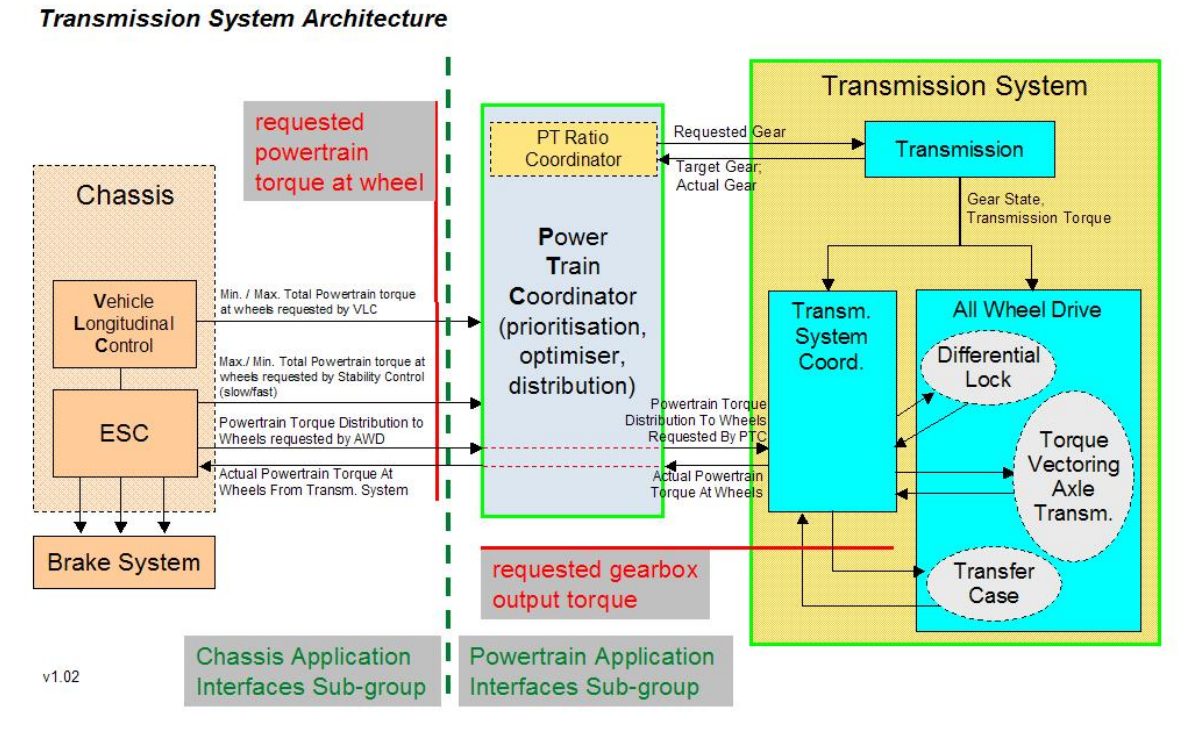 Transmission System Architecture
requested
powertrain
torque at wheel
Chassis
Vehicle
Longitudinal
Control
ESC
Brake System
Min. / Max. Total Powertrain torque
at wheels requested by VLC
Max./ Min. Total Powertrain torque at
wheels requested by Stability Control
(slow/fast)
Powertrain Torque Distribution to
Wheels requested by AWD
Actual Powertrain Torque At
Wheels From Transm. System
PT Ratio
Coordinator
Power
Train
Coordinator
(prioritisation,
optimiser,
distribution)
Requested Gear
Target Gear;
Actual Gear
Powertrain Torque
Distribution To Wheels
Requested By PTC
Actual Powertrain
Torque At Wheels
Transmission System
Transmission
Gear State,
Transmission Torque
Transm.
System
Coord.
All Wheel Drive
Differential
Lock
Torque
Vectoring
Axle
Transm.
Transfer
Case
requested gearbox
output torque
Chassis Application
Interfaces Sub-group
Powertrain Application
Interfaces Sub-group
v1.02